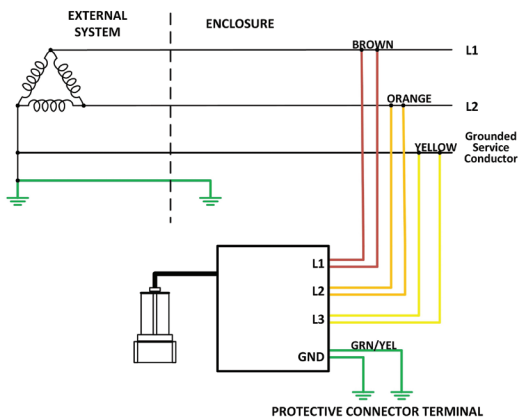 EXTERNAL
SYSTEM
ENCLOSURE
BROWN
L1
ORANGE
L2
YELLOW
Grounded
Service
Conductor
L1
L2
L3
GND
GRN/YEL
PROTECTIVE CONNECTOR TERMINAL